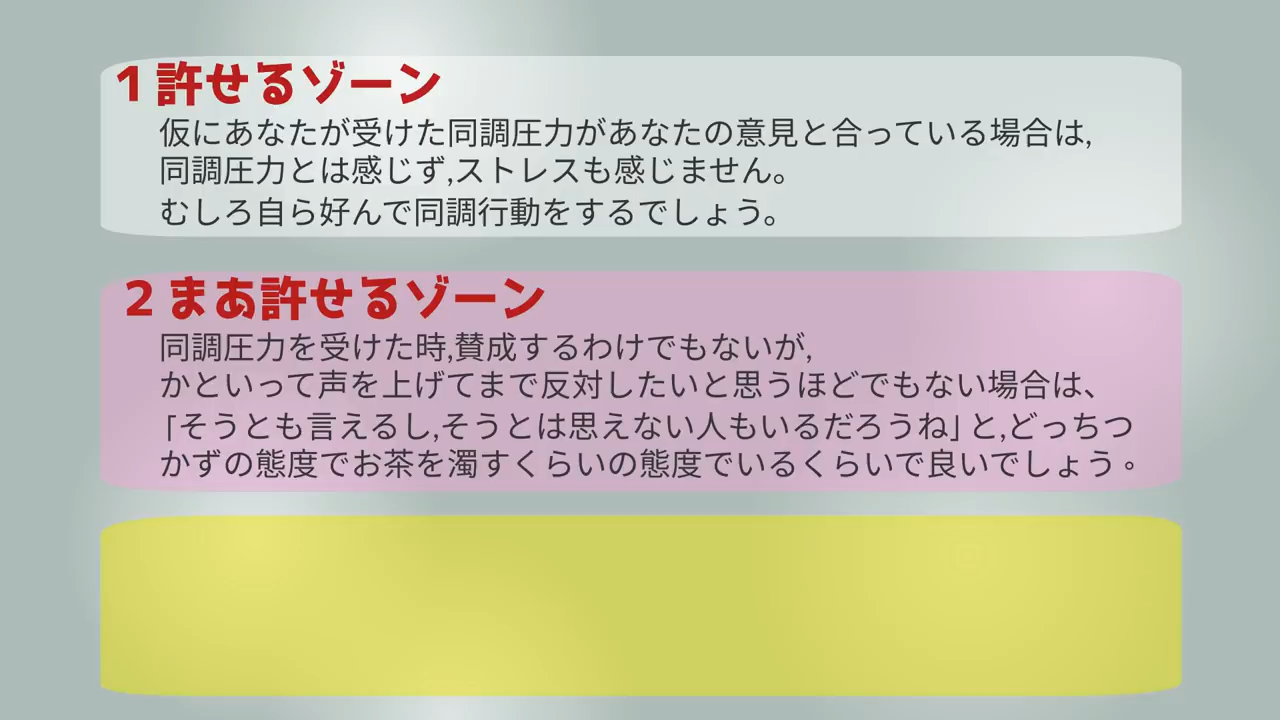 1 許せるゾーン
仮にあなたが受けた同調圧力があなたの意見と合っている場合は,
同調圧力とは感じず,ストレスも感じません。
むしろ自ら好んで同調行動をするでしょう。
2 まあ許せるゾーン
同調圧力を受けた時,賛成するわけでもないが,
かといって声を上げてまで反対したいと思うほどでもない場合は、
「そうとも言えるし,そうとは思えない人もいるだろうね」と,どっちつ
かずの態度でお茶を濁すくらいの態度でいるくらいで良いでしょう。